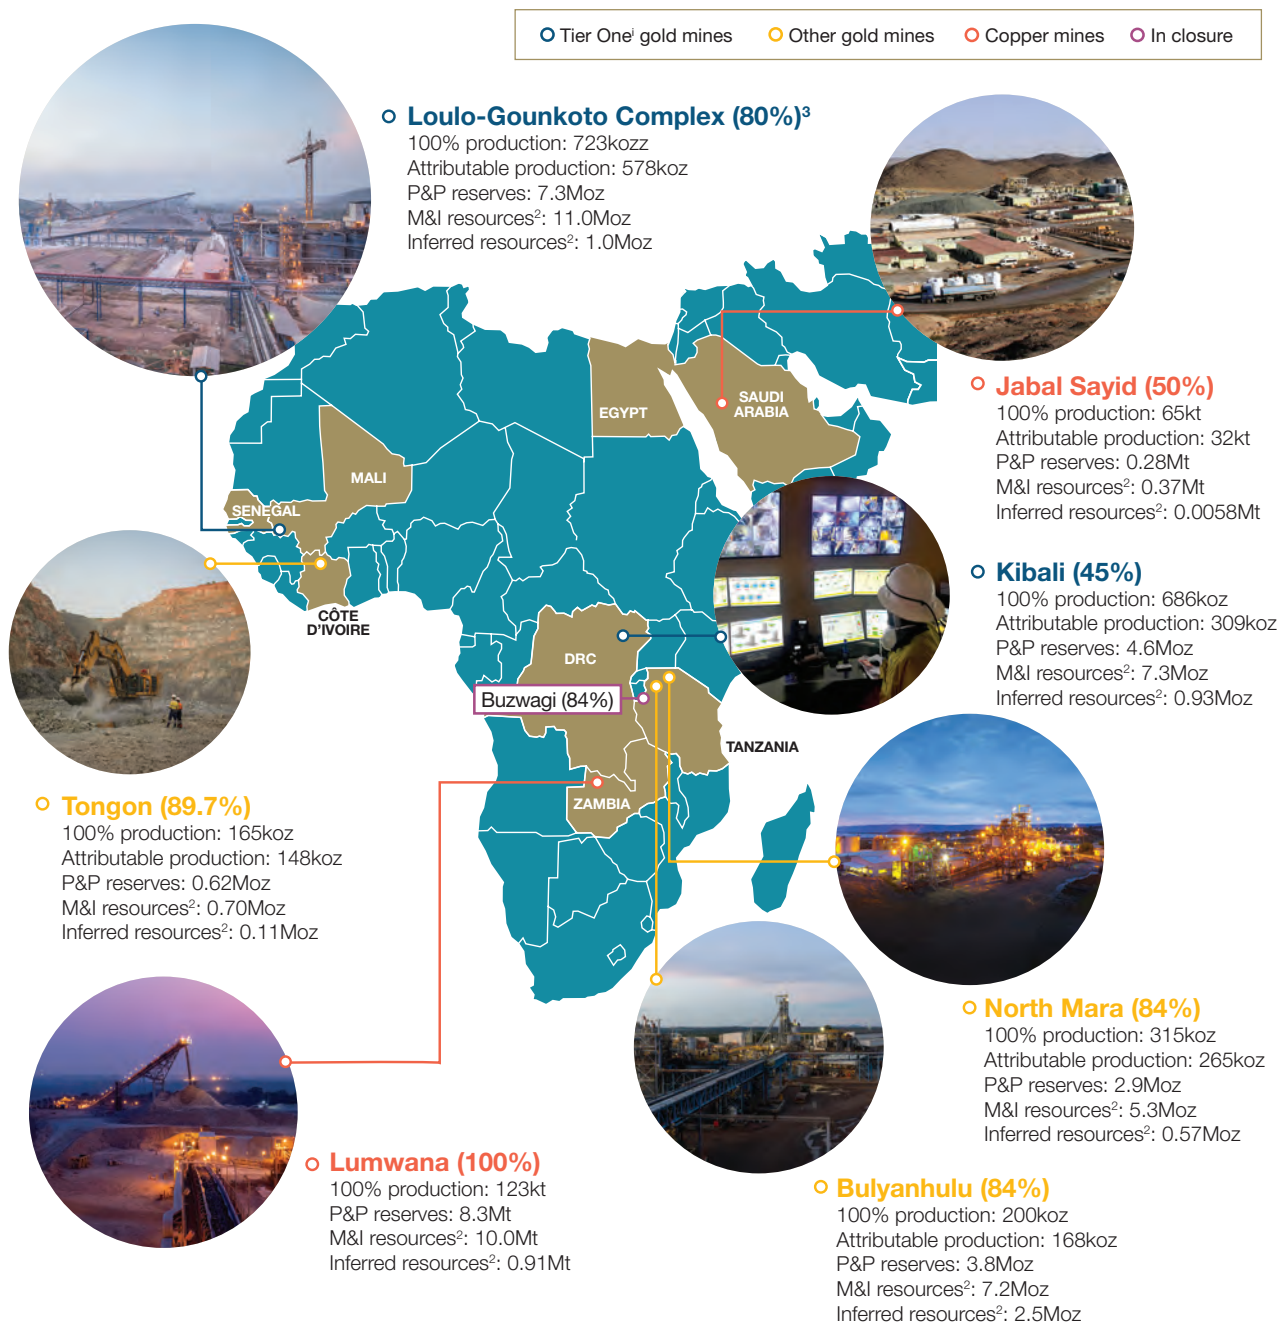 Tier Oneⁱ gold mines
Other gold mines
Copper mines
In closure
Loulo-Gounkoto Complex (80%)³
100% production: 723kozz
Attributable production: 578koz
P&P reserves: 7.3Moz
M&I resources²: 11.0Moz
Inferred resources²: 1.0Moz
Jabal Sayid (50%)
100% production: 65kt
Attributable production: 32kt
P&P reserves: 0.28Mt
M&I resources²: 0.37Mt
Inferred resources²: 0.0058Mt
SAUDI
ARABIA
EGYPT
MALI
SENEGAL
CÔTE
D'IVOIRE
DRC
Buzwagi (84%)
TANZANIA
ZAMBIA
Kibali (45%)
100% production: 686koz
Attributable production: 309koz
P&P reserves: 4.6Moz
M&I resources²: 7.3Moz
Inferred resources²: 0.93Moz
Tongon (89.7%)
100% production: 165koz
Attributable production: 148koz
P&P reserves: 0.62Moz
M&I resources²: 0.70Moz
Inferred resources²: 0.11Moz
North Mara (84%)
100% production: 315koz
Attributable production: 265koz
P&P reserves: 2.9Moz
M&I resources²: 5.3Moz
Inferred resources²: 0.57Moz
Lumwana (100%)
100% production: 123kt
P&P reserves: 8.3Mt
M&I resources²: 10.0Mt
Inferred resources²: 0.91Mt
Bulyanhulu (84%)
100% production: 200koz
Attributable production: 168koz
P&P reserves: 3.8Moz
M&I resources²: 7.2Moz
Inferred resources²: 2.5Moz